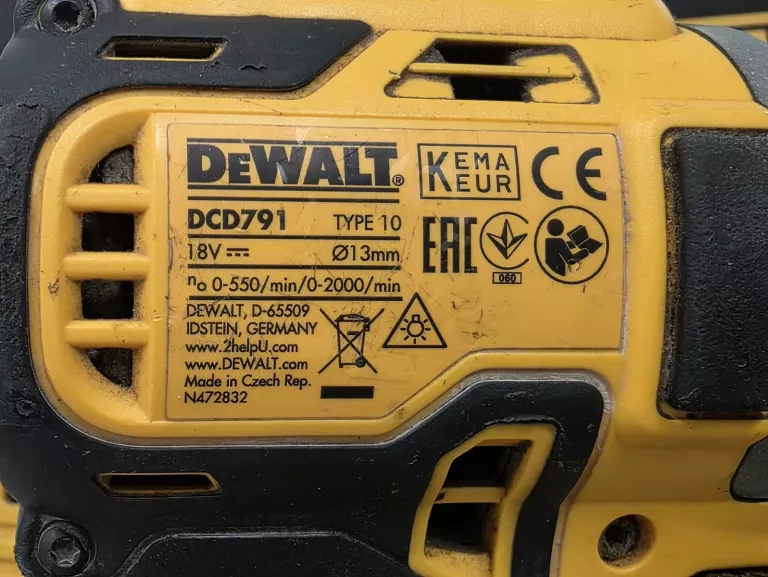 DEWALT®
DCD791 TYPE 10
18V ⎓ Ø13mm
n₀ 0-550/min/0-2000/min
DEWALT, D-65509
IDSTEIN, GERMANY
www.2helpU.com
www.DEWALT.com
Made in Czech Rep.
N472832
KEMA
KEUR
CE
EAC
060